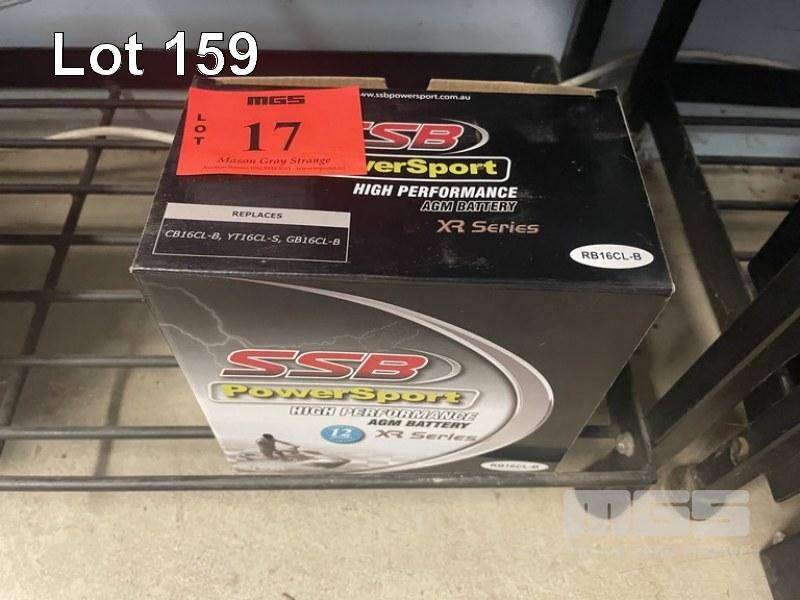 Lot 159
MGS
LOT
17
Mason Gray Strange
www.ssbpowersport.com.au
SSB
PowerSport
HIGH PERFORMANCE
AGM BATTERY
XR Series
REPLACES
CB16CL-B, YT16CL-S, GB16CL-B
RB16CL-B
SSB
PowerSport
HIGH PERFORMANCE
AGM BATTERY
12
XR Series
RB16CL-B
MGS